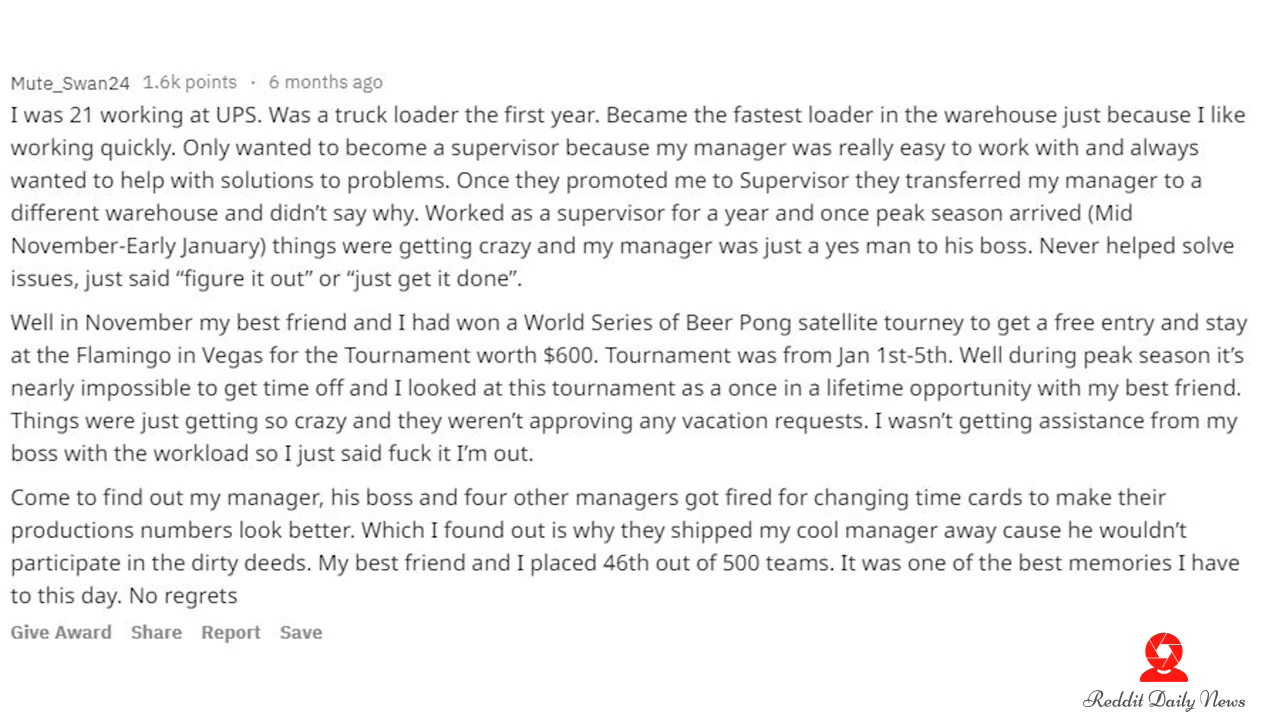 Mute_Swan24 1.6k points · 6 months ago
I was 21 working at UPS. Was a truck loader the first year. Became the fastest loader in the warehouse just because I like
working quickly. Only wanted to become a supervisor because my manager was really easy to work with and always
wanted to help with solutions to problems. Once they promoted me to Supervisor they transferred my manager to a
different warehouse and didn’t say why. Worked as a supervisor for a year and once peak season arrived (Mid
November-Early January) things were getting crazy and my manager was just a yes man to his boss. Never helped solve
issues, just said “figure it out” or “just get it done”.
Well in November my best friend and I had won a World Series of Beer Pong satellite tourney to get a free entry and stay
at the Flamingo in Vegas for the Tournament worth $600. Tournament was from Jan 1st-5th. Well during peak season it’s
nearly impossible to get time off and I looked at this tournament as a once in a lifetime opportunity with my best friend.
Things were just getting so crazy and they weren’t approving any vacation requests. I wasn’t getting assistance from my
boss with the workload so I just said fuck it I’m out.
Come to find out my manager, his boss and four other managers got fired for changing time cards to make their
productions numbers look better. Which I found out is why they shipped my cool manager away cause he wouldn’t
participate in the dirty deeds. My best friend and I placed 46th out of 500 teams. It was one of the best memories I have
to this day. No regrets
Give Award Share Report Save
Reddit Daily News